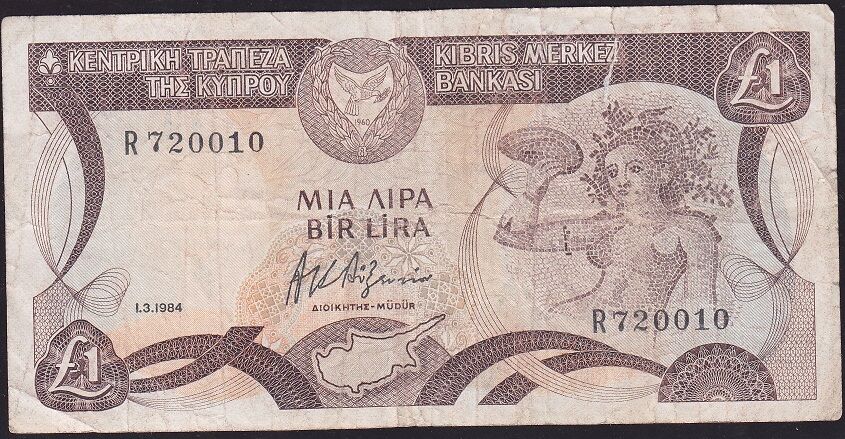 ΚΕΝΤΡΙΚΗ ΤΡΑΠΕΖΑ
ΤΗΣ ΚΥΠΡΟΥ
KIBRIS MERKEZ
BANKASI
£1
1960
R 720010
ΜΙΑ ΛΙΡΑ
BİR LİRA
1.3.1984
ΔΙΟΙΚΗΤΗΣ - MÜDÜR
R 720010
£1